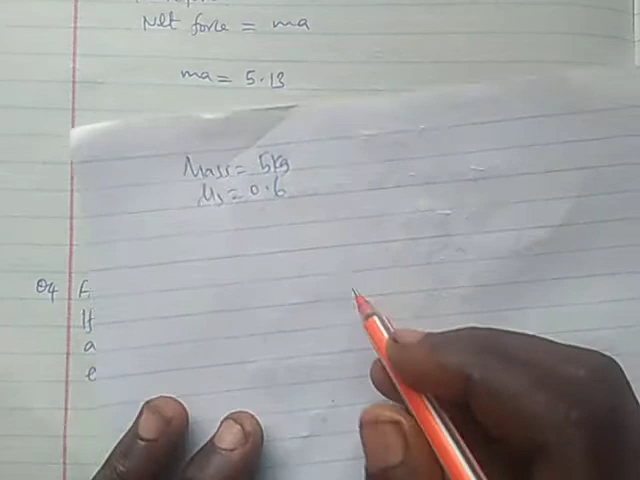 Net force = ma
ma = 5.13
Mass = 5kg
μs = 0.6
Q4 F
If
a
e